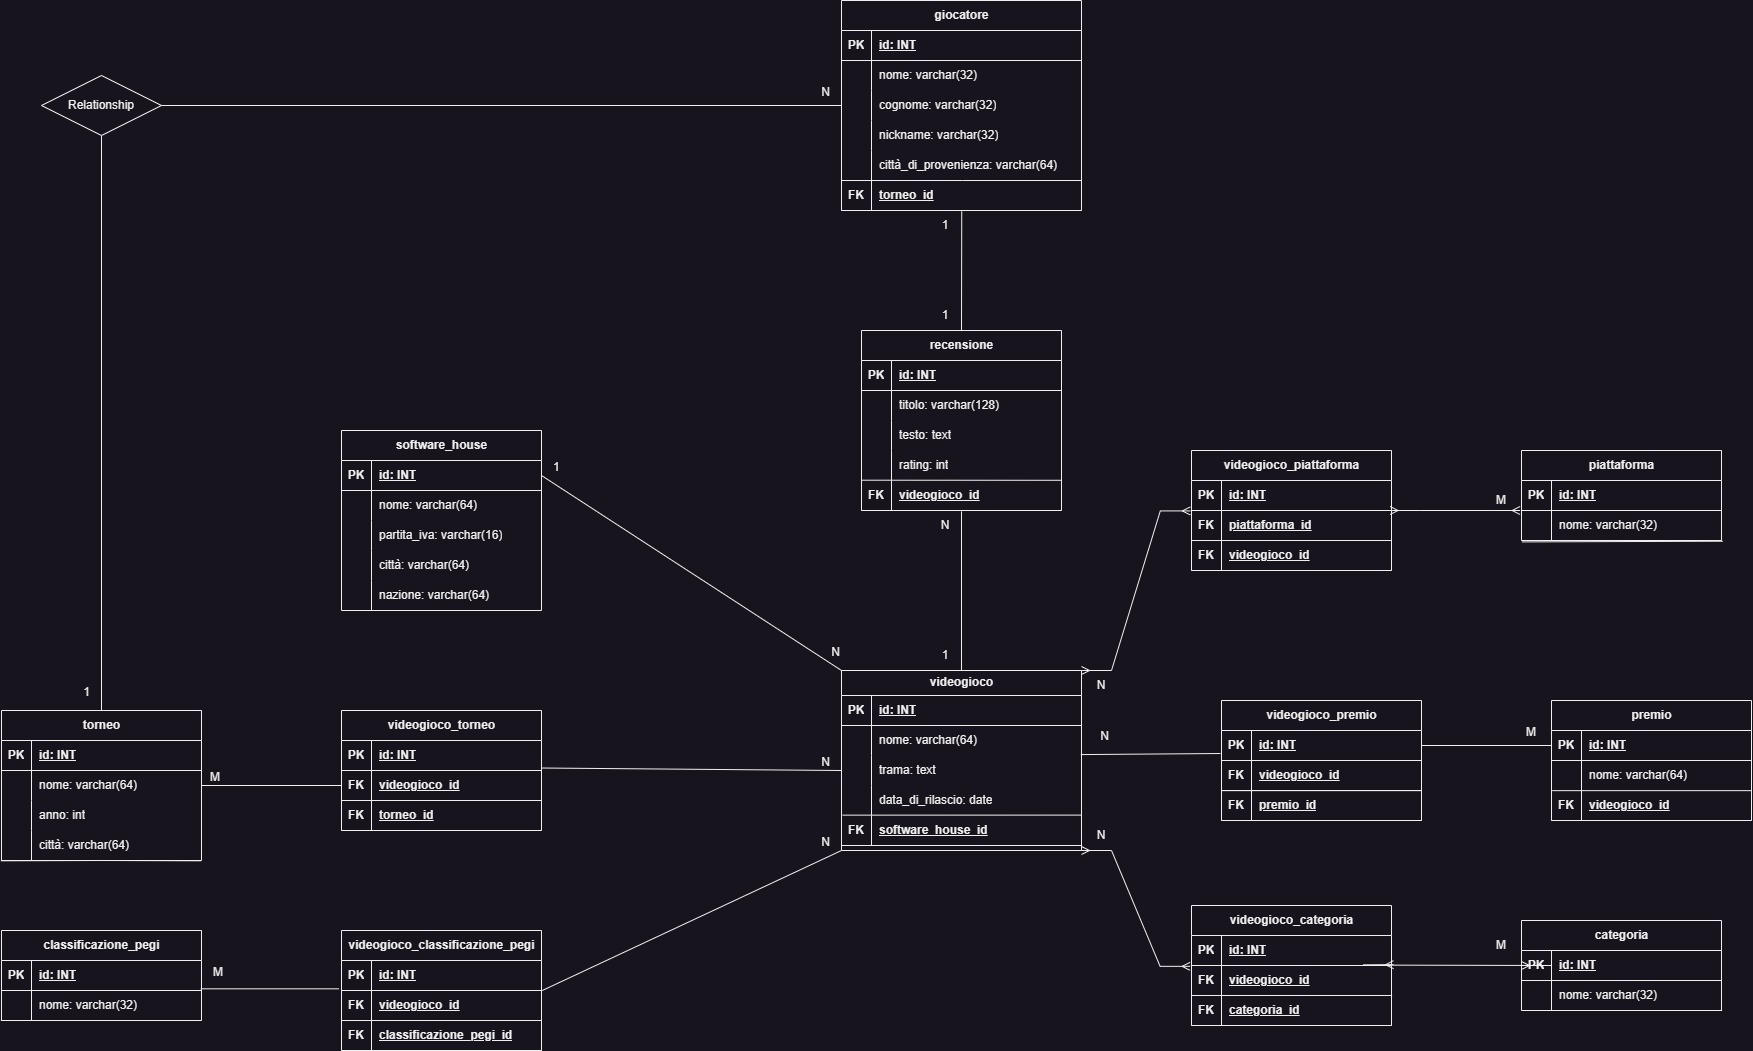 giocatore
PK id: INT
nome: varchar(32)
cognome: varchar(32)
nickname: varchar(32)
città_di_provenienza: varchar(64)
FK torneo_id
Relationship
N
1
1
recensione
PK id: INT
titolo: varchar(128)
testo: text
rating: int
FK videogioco_id
N
1
software_house
PK id: INT
nome: varchar(64)
partita_iva: varchar(16)
città: varchar(64)
nazione: varchar(64)
1
N
videogioco_piattaforma
PK id: INT
FK piattaforma_id
FK videogioco_id
M
piattaforma
PK id: INT
nome: varchar(32)
1
torneo
PK id: INT
nome: varchar(64)
anno: int
città: varchar(64)
M
videogioco_torneo
PK id: INT
FK videogioco_id
FK torneo_id
N
videogioco
PK id: INT
nome: varchar(64)
trama: text
data_di_rilascio: date
FK software_house_id
N
N
N
N
videogioco_premio
PK id: INT
FK videogioco_id
FK premio_id
M
premio
PK id: INT
nome: varchar(64)
FK videogioco_id
classificazione_pegi
PK id: INT
nome: varchar(32)
M
videogioco_classificazione_pegi
PK id: INT
FK videogioco_id
FK classificazione_pegi_id
videogioco_categoria
PK id: INT
FK videogioco_id
FK categoria_id
M
categoria
PK id: INT
nome: varchar(32)